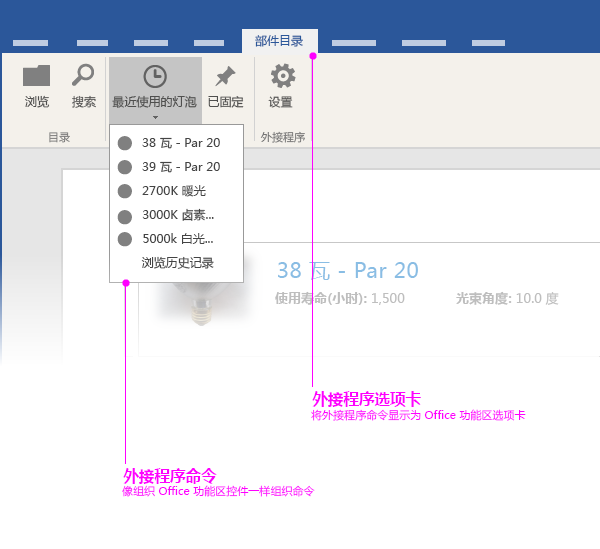 部件目录
浏览
搜索
最近使用的灯泡
已固定
设置
目录
外接程序
38 瓦 - Par 20
39 瓦 - Par 20
2700K 暖光
3000K 卤素...
5000k 白光...
浏览历史记录
38 瓦 - Par 20
使用寿命(小时): 1,500
光束角度: 10.0 度
外接程序选项卡
将外接程序命令显示为 Office 功能区选项卡
外接程序命令
像组织 Office 功能区控件一样组织命令